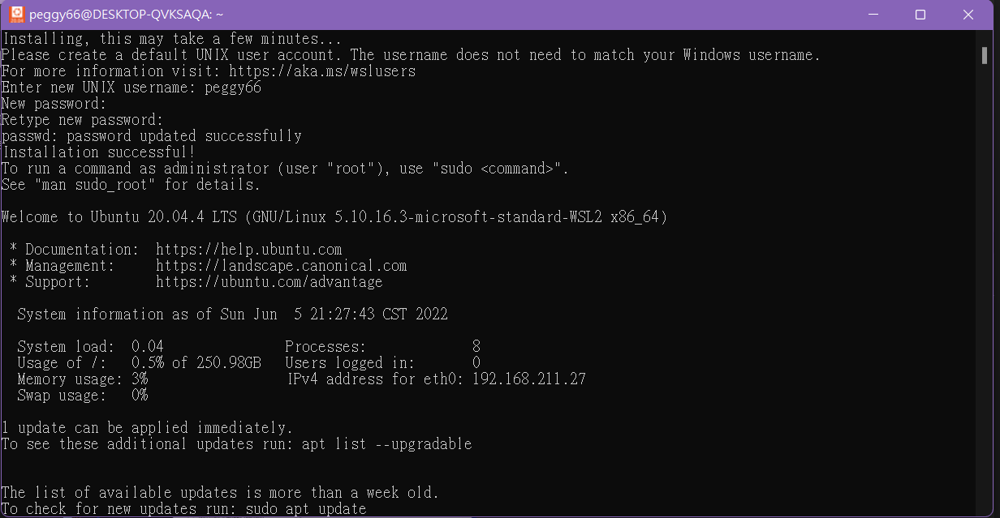 peggy66@DESKTOP-QVKSAQA: ~
Installing, this may take a few minutes...
Please create a default UNIX user account. The username does not need to match your Windows username.
For more information visit: https://aka.ms/wslusers
Enter new UNIX username: peggy66
New password:
Retype new password:
passwd: password updated successfully
Installation successful!
To run a command as administrator (user "root"), use "sudo <command>".
See "man sudo_root" for details.

Welcome to Ubuntu 20.04.4 LTS (GNU/Linux 5.10.16.3-microsoft-standard-WSL2 x86_64)

 * Documentation:  https://help.ubuntu.com
 * Management:     https://landscape.canonical.com
 * Support:        https://ubuntu.com/advantage

  System information as of Sun Jun  5 21:27:43 CST 2022

  System load:  0.04               Processes:             8
  Usage of /:   0.5% of 250.98GB   Users logged in:       0
  Memory usage: 3%                 IPv4 address for eth0: 192.168.211.27
  Swap usage:   0%

1 update can be applied immediately.
To see these additional updates run: apt list --upgradable

The list of available updates is more than a week old.
To check for new updates run: sudo apt update